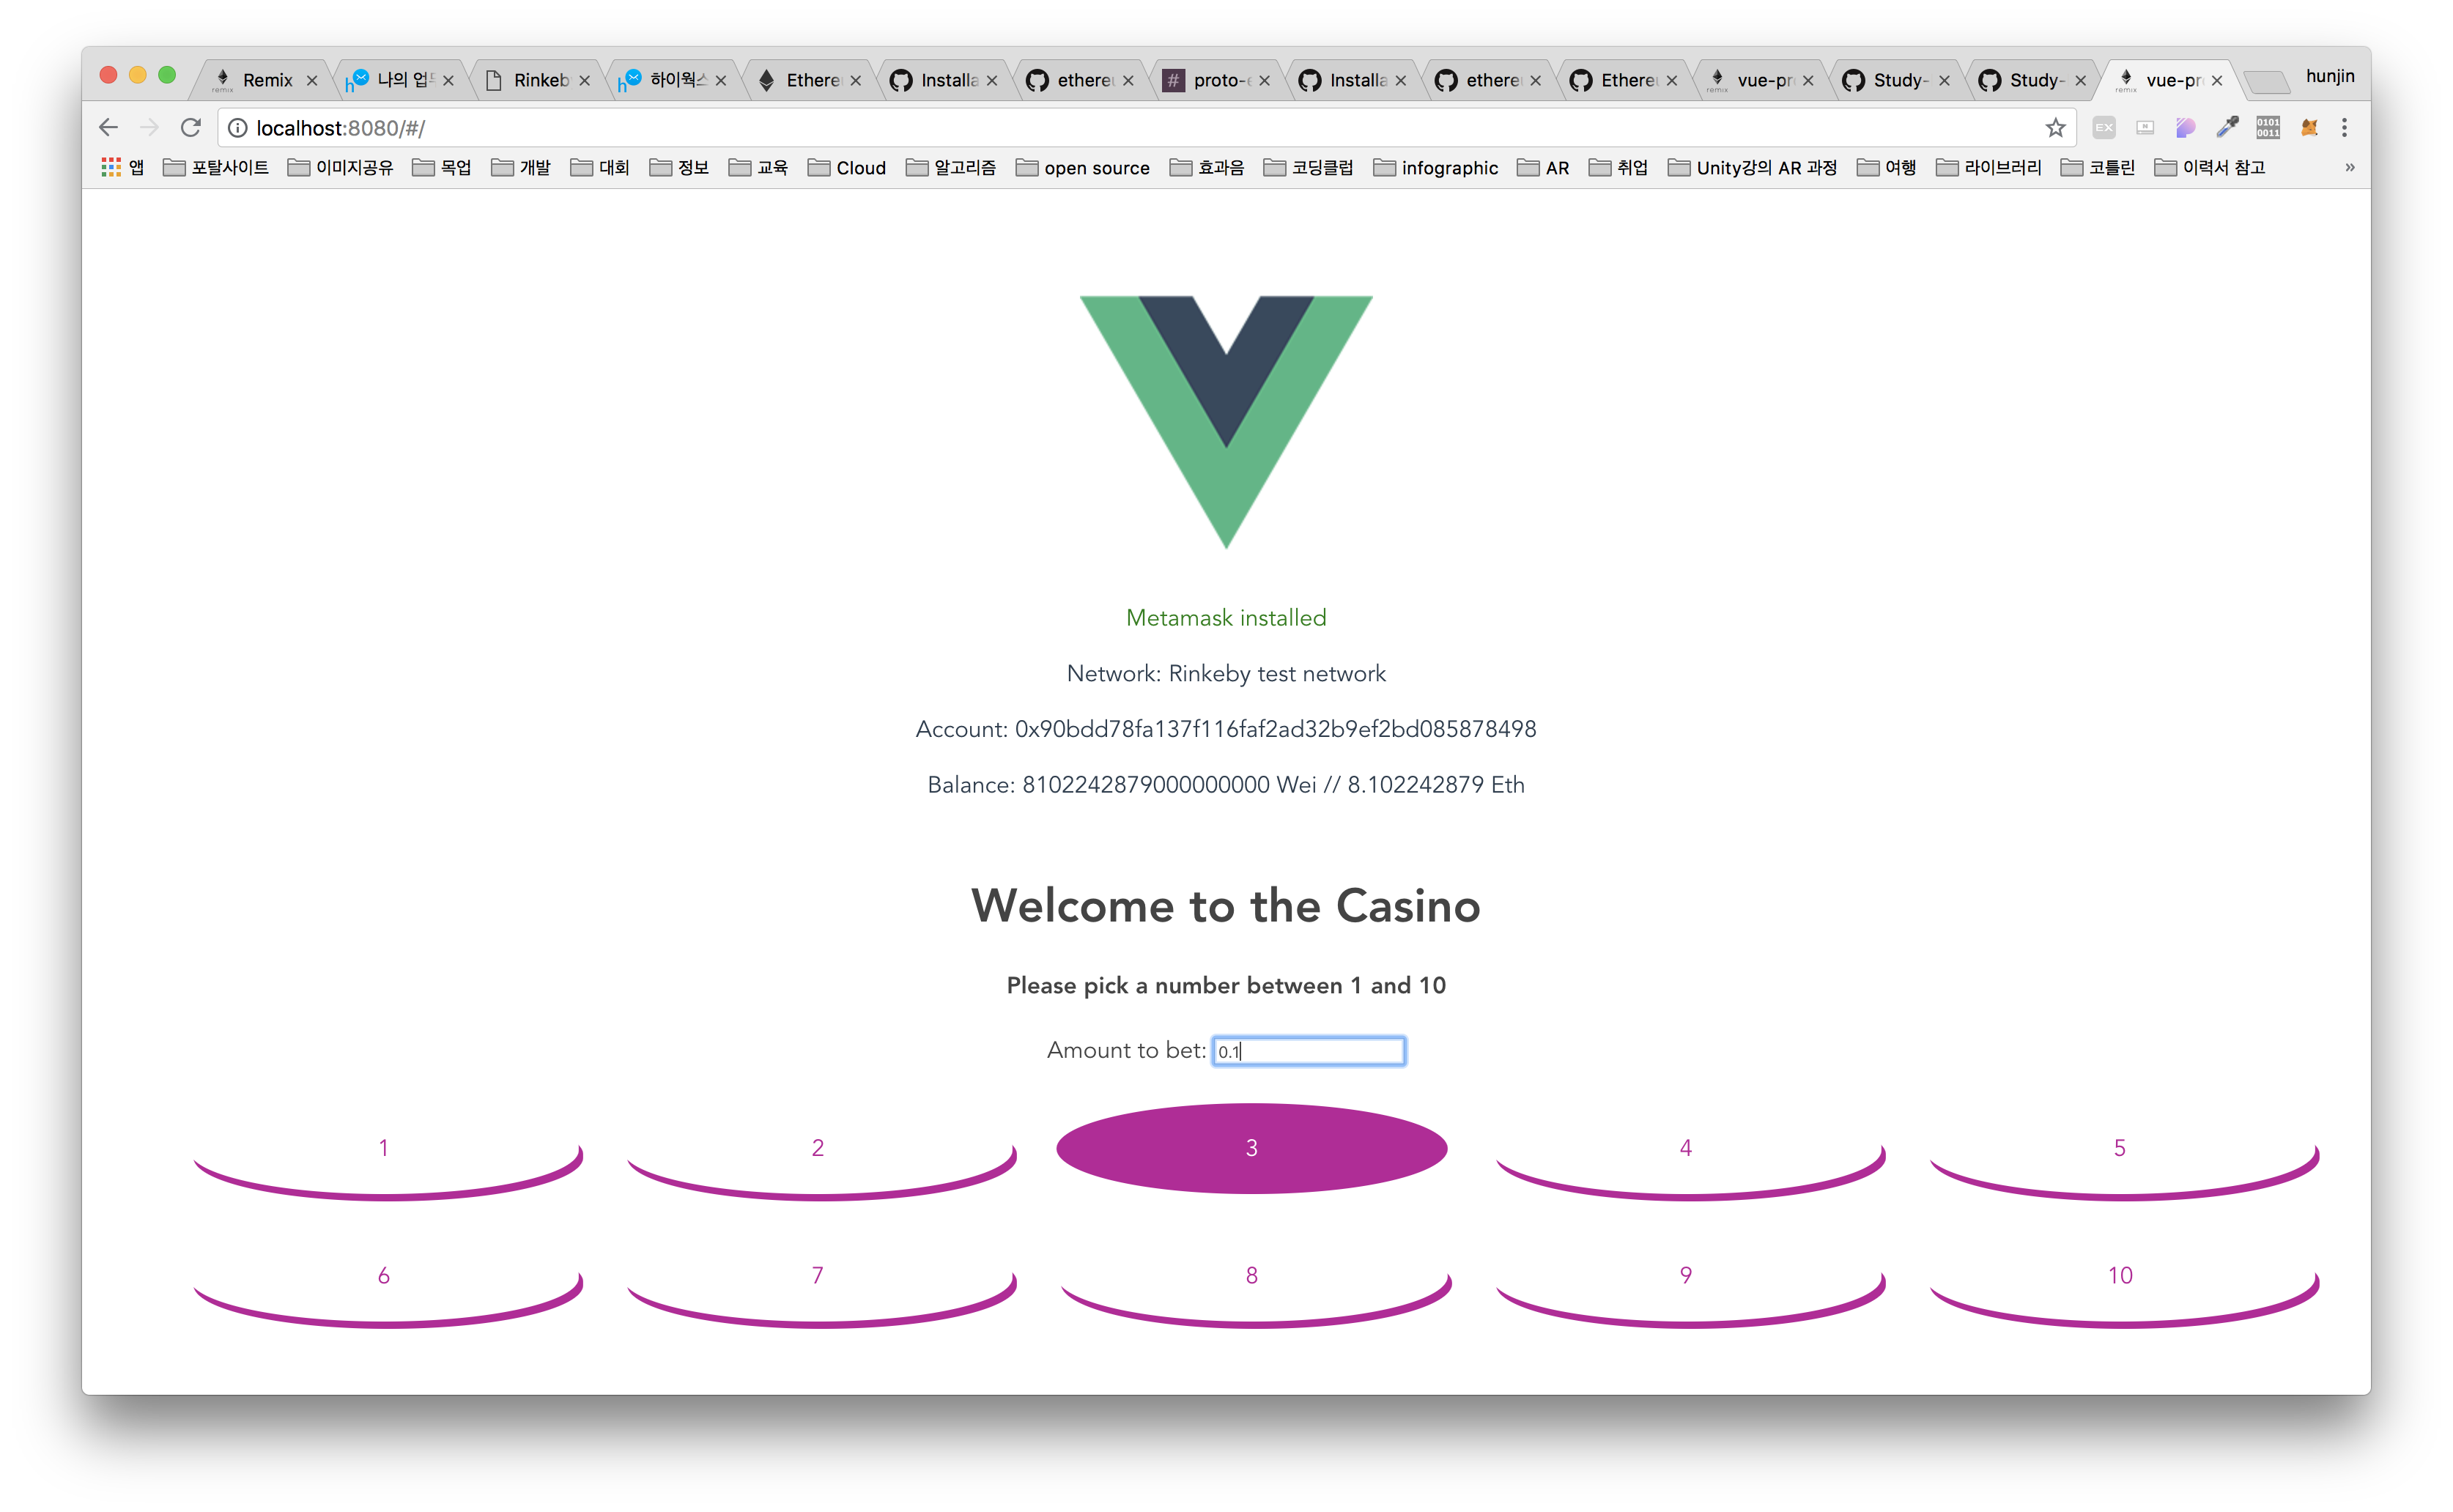 Remix 나의 업 Rinkeb 하이웍스 Ethere Installa ethere proto- Installa ethere Ethere vue-pr Study- Study- vue-pr hunjin
localhost:8080/#/
앱 포탈사이트 이미지공유 목업 개발 대회 정보 교육 Cloud 알고리즘 open source 효과음 코딩클럽 infographic AR 취업 Unity강의 AR 과정 여행 라이브러리 코틀린 이력서 참고 »
Metamask installed
Network: Rinkeby test network
Account: 0x90bdd78fa137f116faf2ad32b9ef2bd085878498
Balance: 8102242879000000000 Wei // 8.102242879 Eth
Welcome to the Casino
Please pick a number between 1 and 10
Amount to bet: 0.1
1 2 3 4 5
6 7 8 9 10